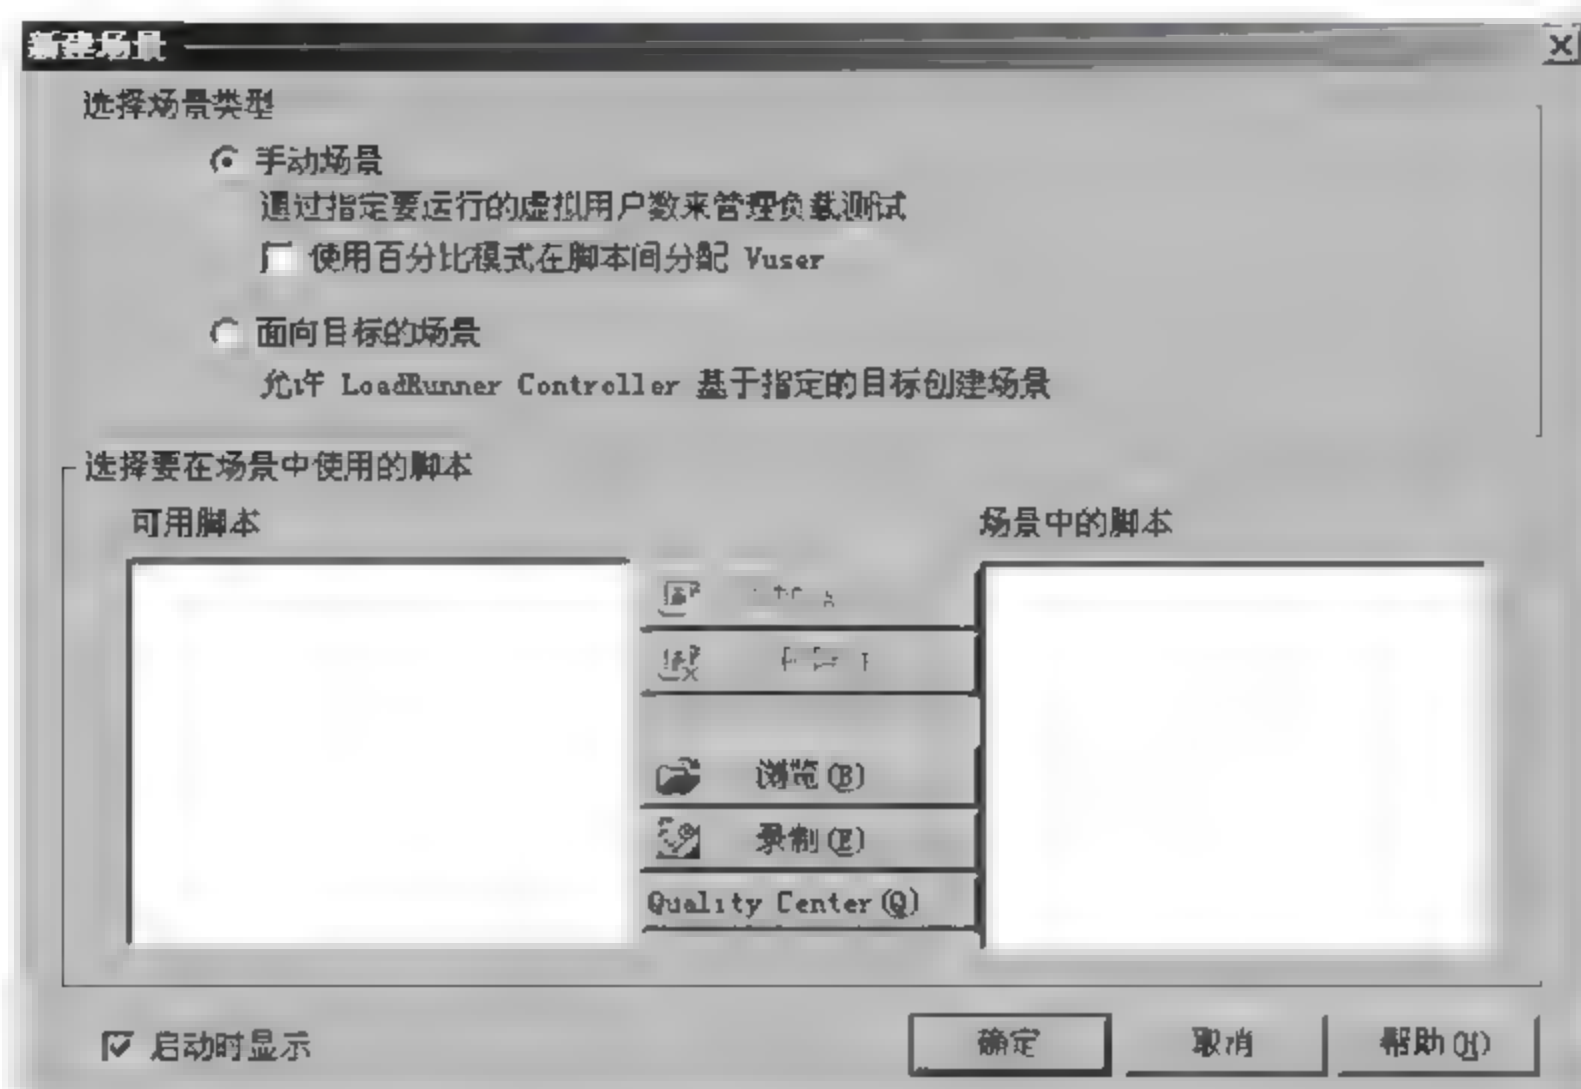 新建场景
选择场景类型
手动场景
通过指定要运行的虚拟用户数来管理负载测试
使用百分比模式在脚本间分配 Vuser
面向目标的场景
允许 LoadRunner Controller 基于指定的目标创建场景
选择要在场景中使用的脚本
可用脚本
场景中的脚本
浏览(B)
录制(E)
Quality Center(Q)
启动时显示
确定
取消
帮助(H)